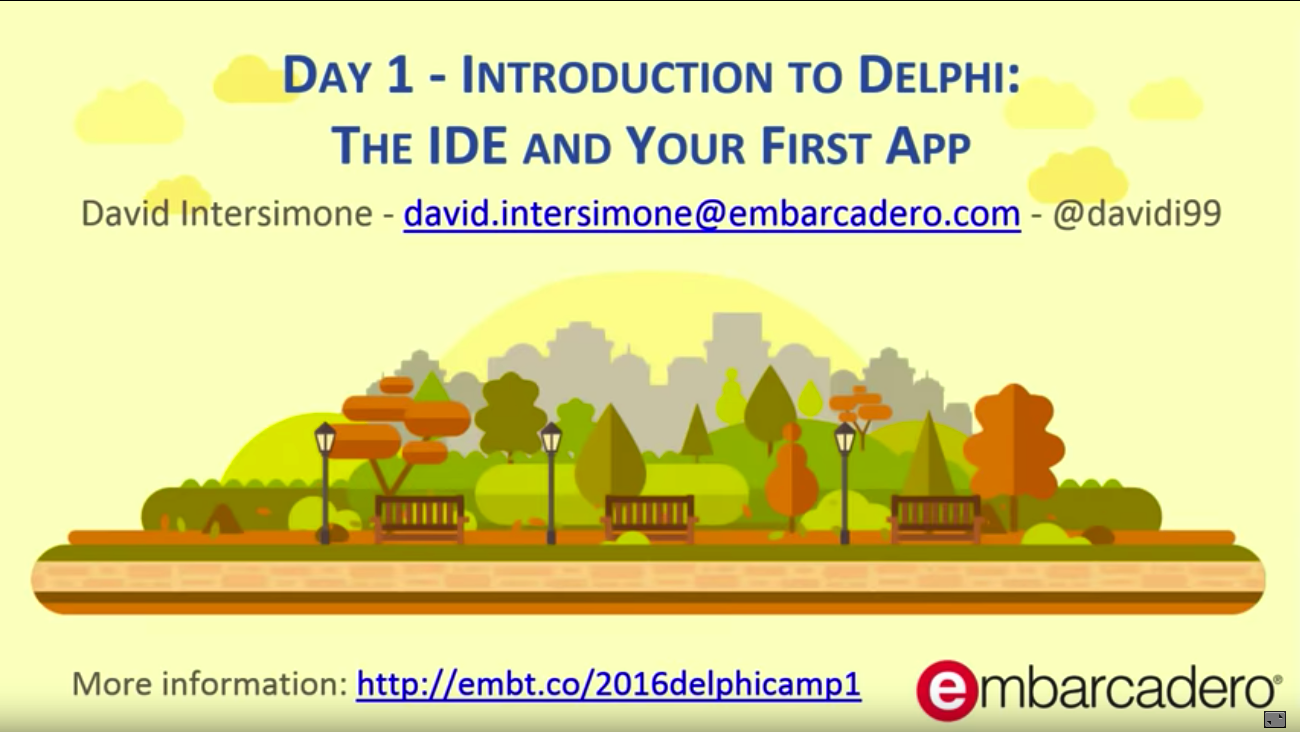 Day 1 - Introduction to Delphi:
The IDE and Your First App
David Intersimone - david.intersimone@embarcadero.com - @davidi99
More information: http://embt.co/2016delphicamp1
embarcadero®